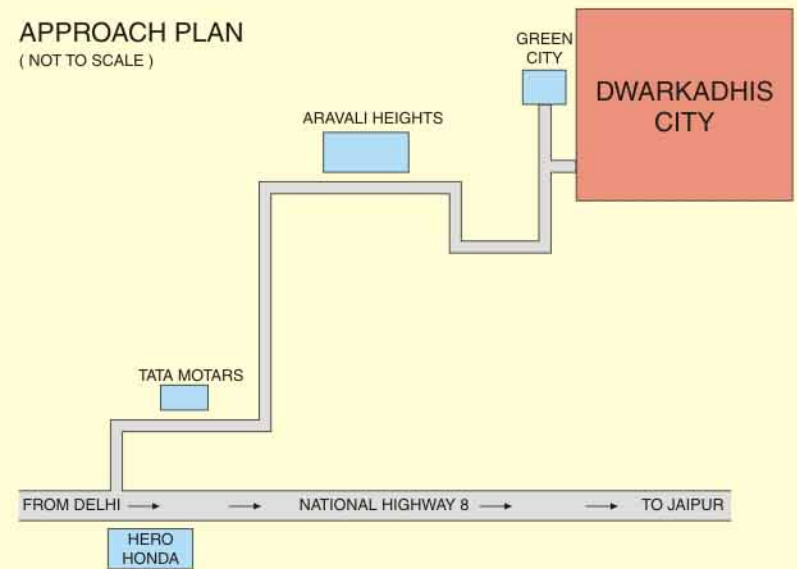 APPROACH PLAN
( NOT TO SCALE )
GREEN
CITY
DWARKADHIS
CITY
ARAVALI HEIGHTS
TATA MOTARS
FROM DELHI
NATIONAL HIGHWAY 8
TO JAIPUR
HERO
HONDA